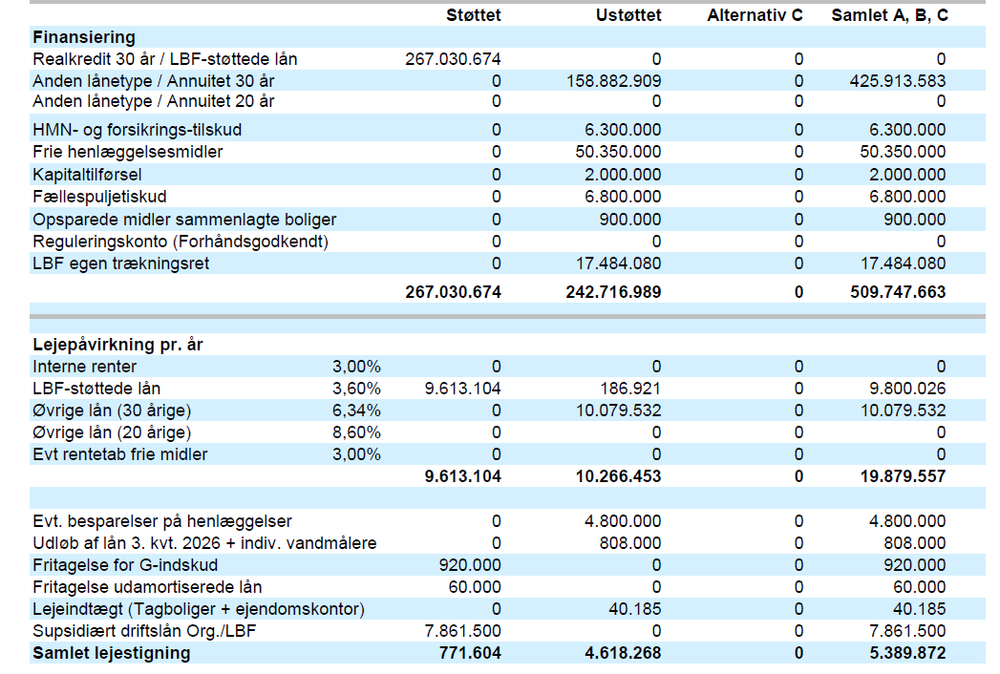 Støttet Ustøttet Alternativ C Samlet A, B, C
Finansiering
Realkredit 30 år / LBF-støttede lån 267.030.674 0 0 0
Anden lånetype / Annuitet 30 år 0 158.882.909 0 425.913.583
Anden lånetype / Annuitet 20 år 0 0 0 0
HMN- og forsikrings-tilskud 0 6.300.000 0 6.300.000
Frie henlæggelsesmidler 0 50.350.000 0 50.350.000
Kapitaltilførsel 0 2.000.000 0 2.000.000
Fællespuljetiskud 0 6.800.000 0 6.800.000
Opsparede midler sammenlagte boliger 0 900.000 0 900.000
Reguleringskonto (Forhåndsgodkendt) 0 0 0 0
LBF egen trækningsret 0 17.484.080 0 17.484.080
267.030.674 242.716.989 0 509.747.663
Lejepåvirkning pr. år
Interne renter 3,00% 0 0 0 0
LBF-støttede lån 3,60% 9.613.104 186.921 0 9.800.026
Øvrige lån (30 årige) 6,34% 0 10.079.532 0 10.079.532
Øvrige lån (20 årige) 8,60% 0 0 0 0
Evt rentetab frie midler 3,00% 0 0 0 0
9.613.104 10.266.453 0 19.879.557
Evt. besparelser på henlæggelser 0 4.800.000 0 4.800.000
Udløb af lån 3. kvt. 2026 + indiv. vandmålere 0 808.000 0 808.000
Fritagelse for G-indskud 920.000 0 0 920.000
Fritagelse udamortiserede lån 60.000 0 0 60.000
Lejeindtægt (Tagboliger + ejendomskontor) 0 40.185 0 40.185
Supsidiært driftslån Org./LBF 7.861.500 0 0 7.861.500
Samlet lejestigning 771.604 4.618.268 0 5.389.872